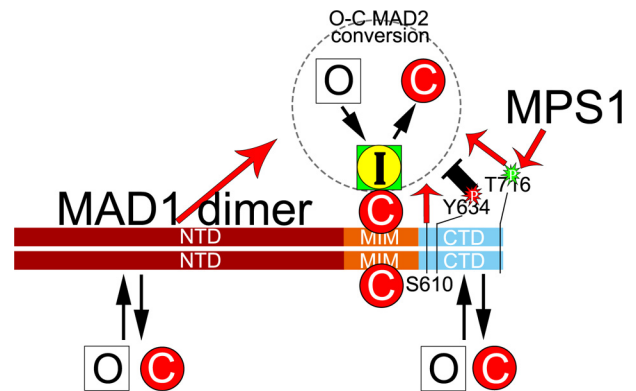 O-C MAD2
conversion
O
C
MPS1
I
P
T716
MAD1 dimer
C
P
Y634
NTD
MIM
CTD
NTD
MIM
CTD
C
S610
O
C
O
C